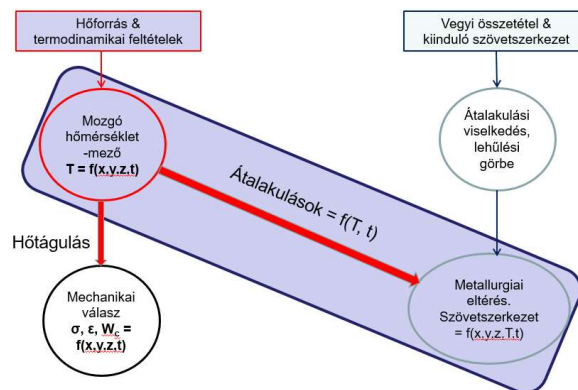 Hőforrás &
termodinamikai feltételek
Vegyi összetétel &
kiinduló szövetszerkezet
Mozgó
hőmérséklet
-mező
T = f(x,y,z,t)
Átalakulási
viselkedés,
lehűlési
görbe
Átalakulások = f(T, t)
Hőtágulás
Mechanikai
válasz
σ, ε, W_c =
f(x,y,z,t)
Metallurgiai
eltérés.
Szövetszerkezet
= f(x,y,z,T,t)